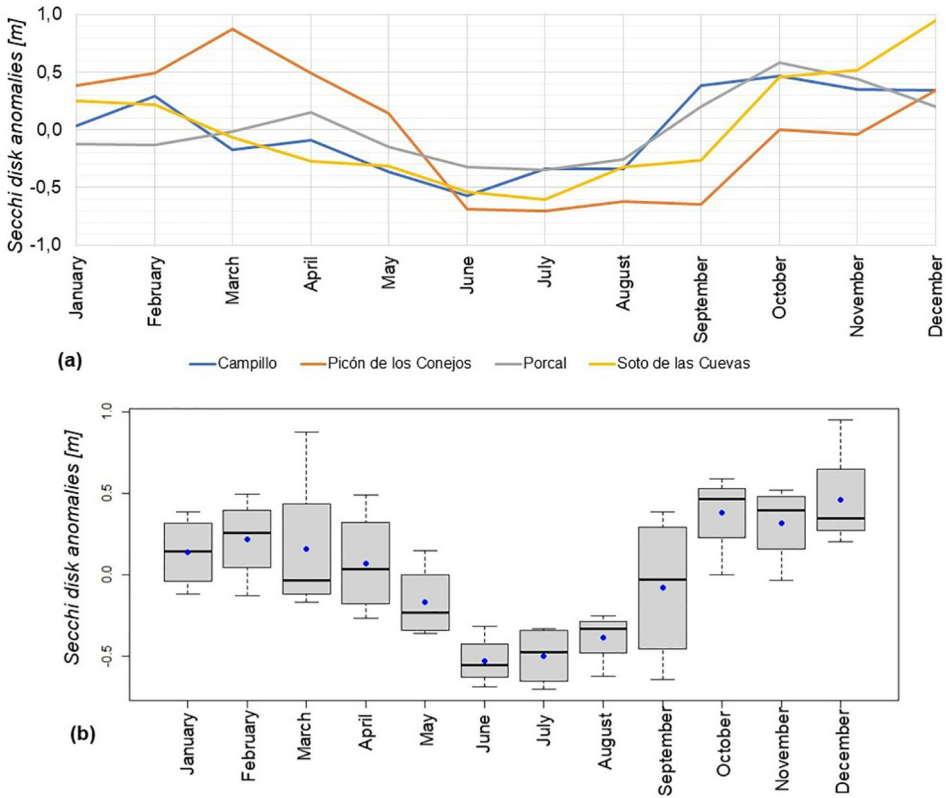 Secchi disk anomalies [m]
1,0
0,5
0,0
-0,5
-1,0
January
February
March
April
May
June
July
August
September
October
November
December
(a)
Campillo
Picón de los Conejos
Porcal
Soto de las Cuevas
Secchi disk anomalies [m]
1.0
0.5
0.0
-0.5
January
February
March
April
May
June
July
August
September
October
November
December
(b)